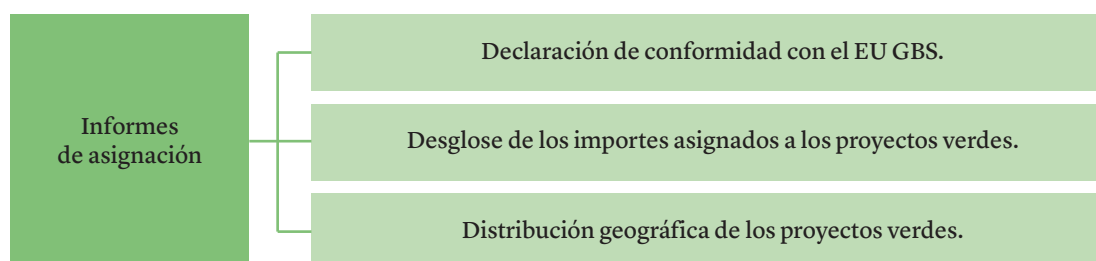 Informes
de asignación
Declaración de conformidad con el EU GBS.
Desglose de los importes asignados a los proyectos verdes.
Distribución geográfica de los proyectos verdes.